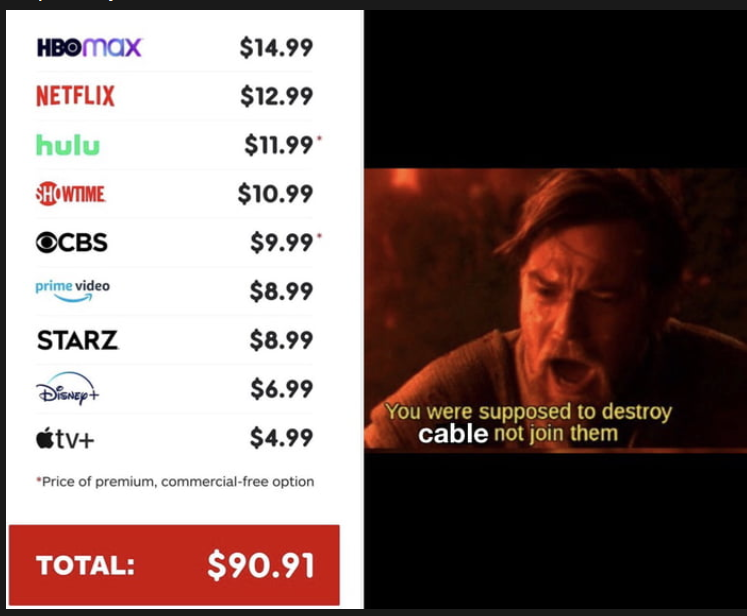 HBOmax $14.99
NETFLIX $12.99
hulu $11.99*
SHOWTIME $10.99
CBS $9.99*
prime video $8.99
STARZ $8.99
Disney+ $6.99
tv+ $4.99
*Price of premium, commercial-free option
TOTAL: $90.91
You were supposed to destroy
cable not join them